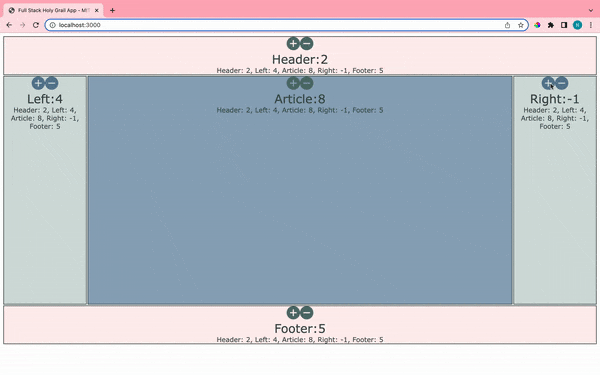 Full Stack Holy Grail App - M
localhost:3000
N
Header:2
Header: 2, Left: 4, Article: 8, Right: -1, Footer: 5
Left:4
Header: 2, Left: 4,
Article: 8, Right: -1,
Footer: 5
Article:8
Header: 2, Left: 4, Article: 8, Right: -1, Footer: 5
Right:-1
Header: 2, Left: 4,
Article: 8, Right: -1,
Footer: 5
Footer:5
Header: 2, Left: 4, Article: 8, Right: -1, Footer: 5